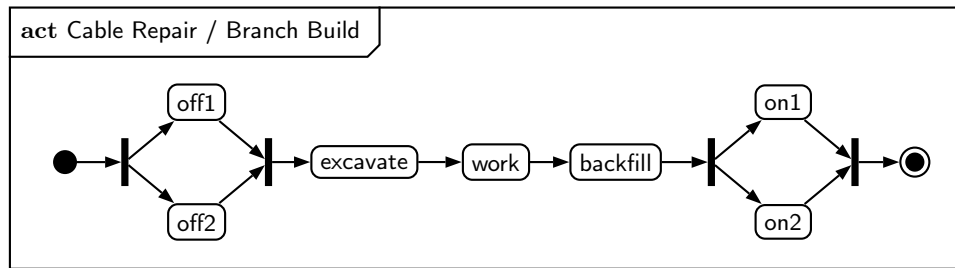 act Cable Repair / Branch Build
off1
on1
excavate
work
backfill
off2
on2